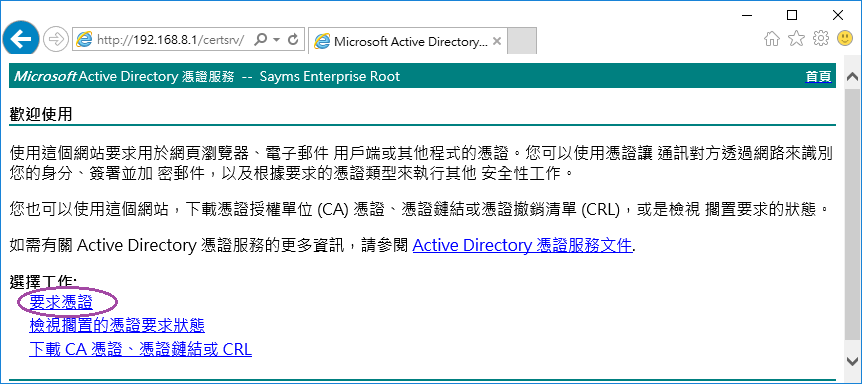 http://192.168.8.1/certsrv/
Microsoft Active Directory...
Microsoft Active Directory 憑證服務 -- Sayms Enterprise Root
首頁
歡迎使用
使用這個網站要求用於網頁瀏覽器、電子郵件 用戶端或其他程式的憑證。您可以使用憑證讓 通訊對方透過網路來識別
您的身分、簽署並加 密郵件，以及根據要求的憑證類型來執行其他 安全性工作。
您也可以使用這個網站，下載憑證授權單位 (CA) 憑證、憑證鏈結或憑證撤銷清單 (CRL)，或是檢視 擱置要求的狀態。
如需有關 Active Directory 憑證服務的更多資訊，請參閱 Active Directory 憑證服務文件.
選擇工作:
要求憑證
檢視擱置的憑證要求狀態
下載 CA 憑證、憑證鏈結或 CRL